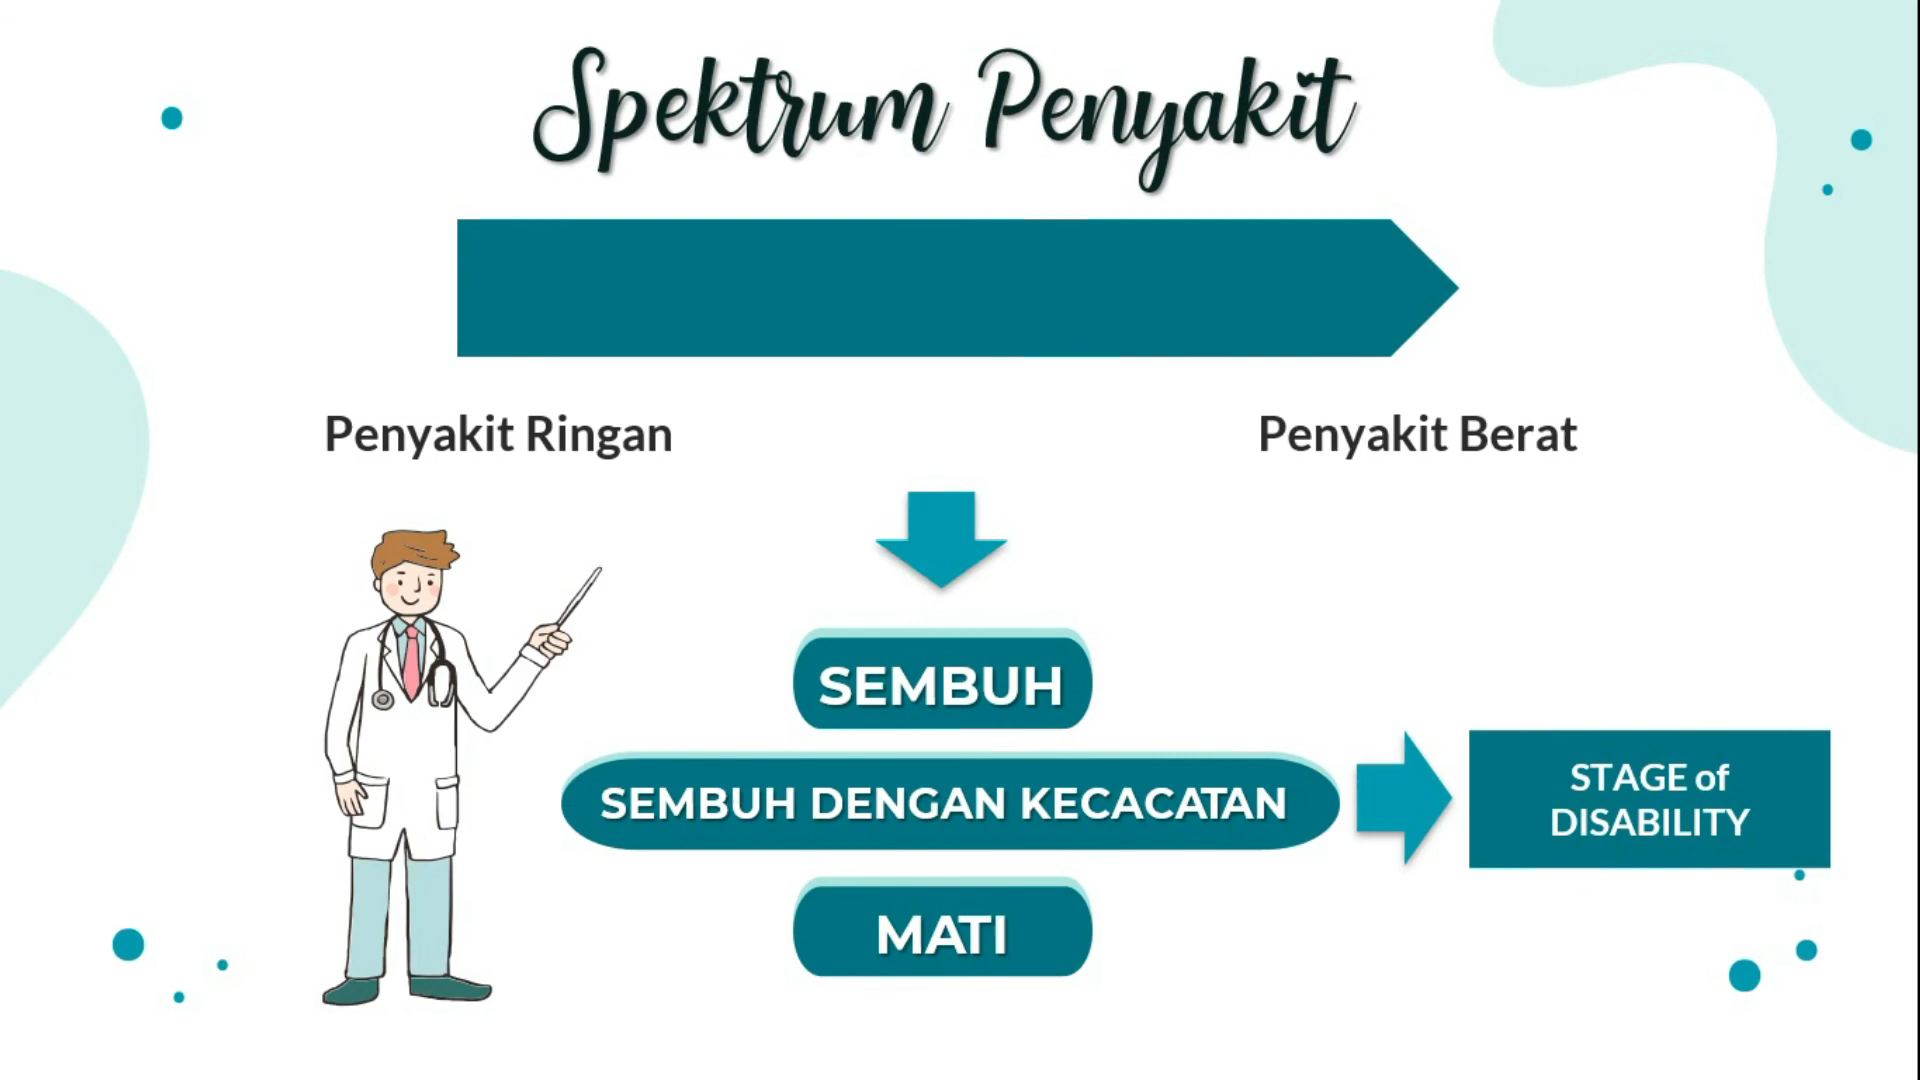 Spektrum Penyakit
Penyakit Ringan
Penyakit Berat
SEMBUH
SEMBUH DENGAN KECACATAN
STAGE of
DISABILITY
MATI